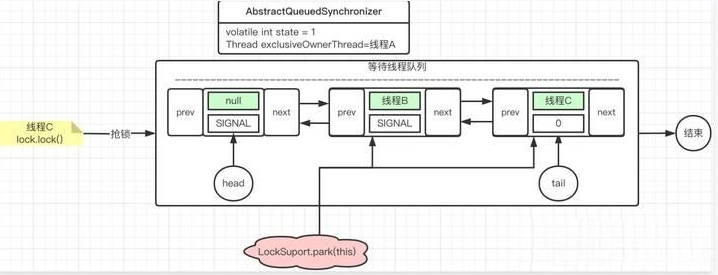 AbstractQueuedSynchronizer
volatile int state = 1
Thread exclusiveOwnerThread=线程A
等待线程队列
prev
null
SIGNAL
next
prev
线程B
SIGNAL
next
prev
线程C
0
next
线程C
lock.lock()
抢锁
结束
head
tail
LockSuport.park(this)